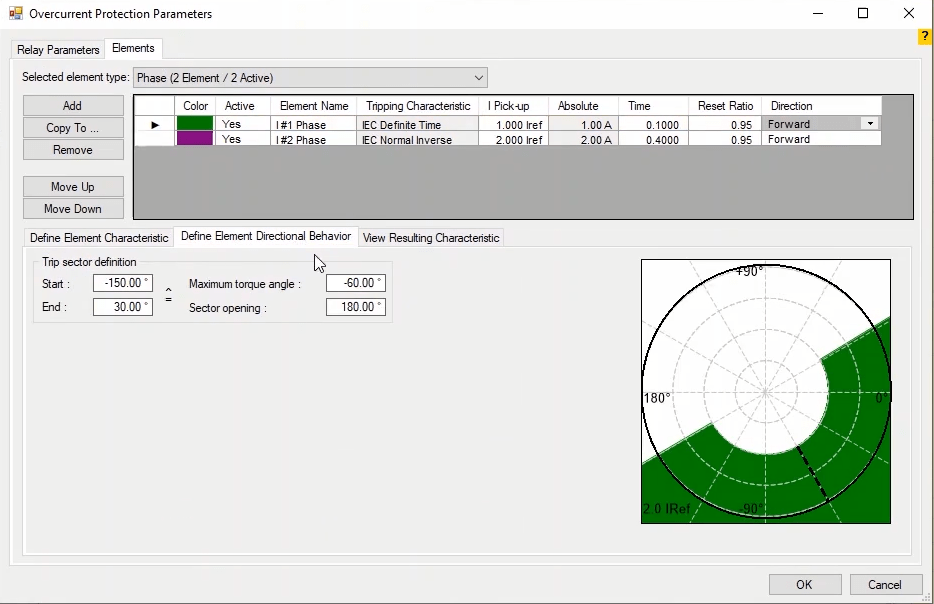 Overcurrent Protection Parameters
?
Relay Parameters Elements
Selected element type: Phase (2 Element / 2 Active)
Add
Copy To ...
Remove
Move Up
Move Down
Color Active Element Name Tripping Characteristic I Pick-up Absolute Time Reset Ratio Direction
Yes I #1 Phase IEC Definite Time 1.000 Iref 1.00 A 0.1000 0.95 Forward
Yes I #2 Phase IEC Normal Inverse 2.000 Iref 2.00 A 0.4000 0.95 Forward
Define Element Characteristic Define Element Directional Behavior View Resulting Characteristic
Trip sector definition
Start : -150.00 ° ^ = Maximum torque angle : -60.00 °
End : 30.00 ° Sector opening : 180.00 °
+90°
180° 0°
2.0 IRef -90°
OK Cancel